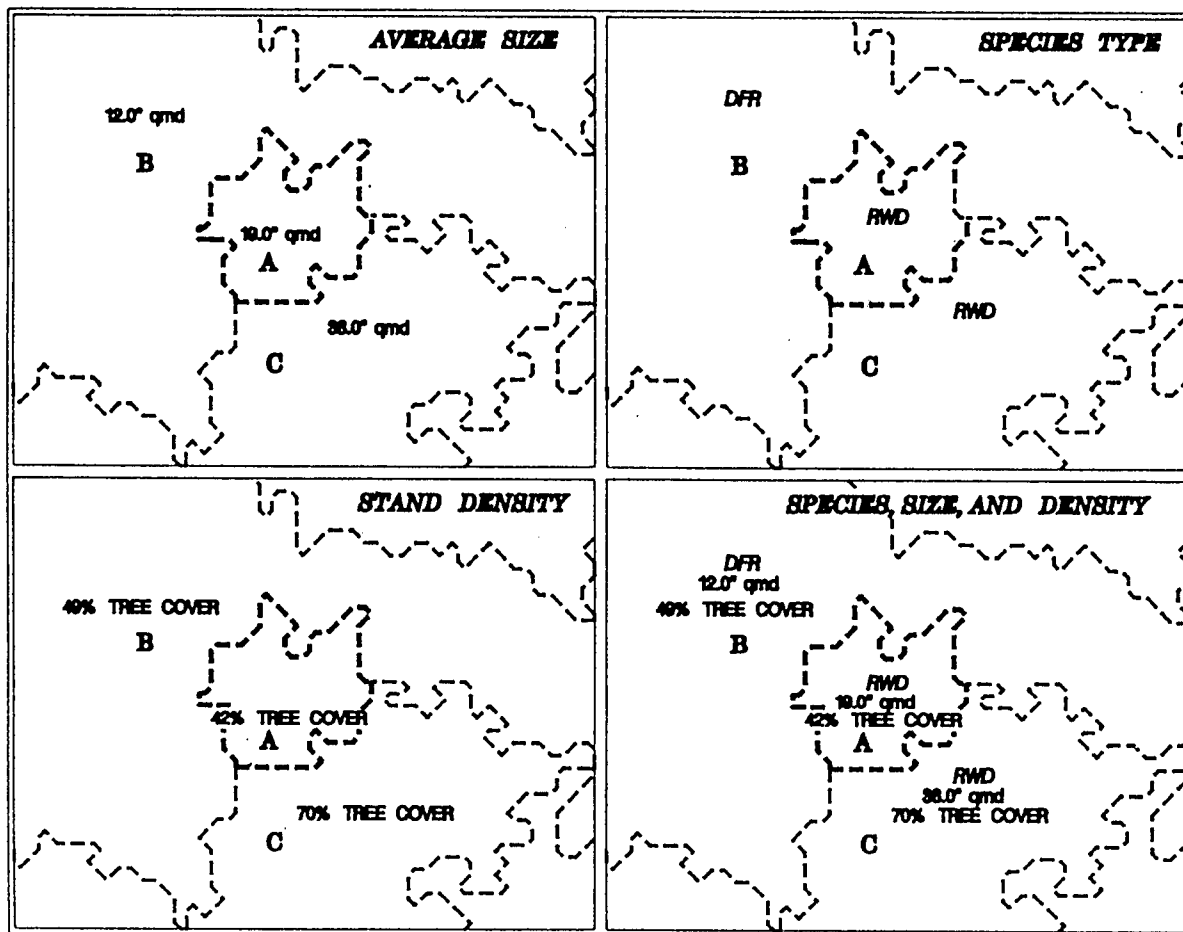 AVERAGE SIZE
12.0" qmd
B
19.0" qmd
A
36.0" qmd
C
SPECIES TYPE
DFR
B
RWD
A
RWD
C
STAND DENSITY
49% TREE COVER
B
42% TREE COVER
A
70% TREE COVER
C
SPECIES, SIZE, AND DENSITY
DFR
12.0" qmd
49% TREE COVER
B
RWD
19.0" qmd
42% TREE COVER
A
RWD
36.0" qmd
70% TREE COVER
C